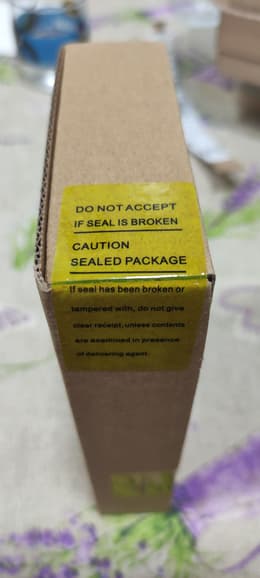 DO NOT ACCEPT
IF SEAL IS BROKEN
CAUTION
SEALED PACKAGE
If seal has been broken or
tampered with, do not give
clear receipt, unless contents
are examined in presence
of delivering agent.